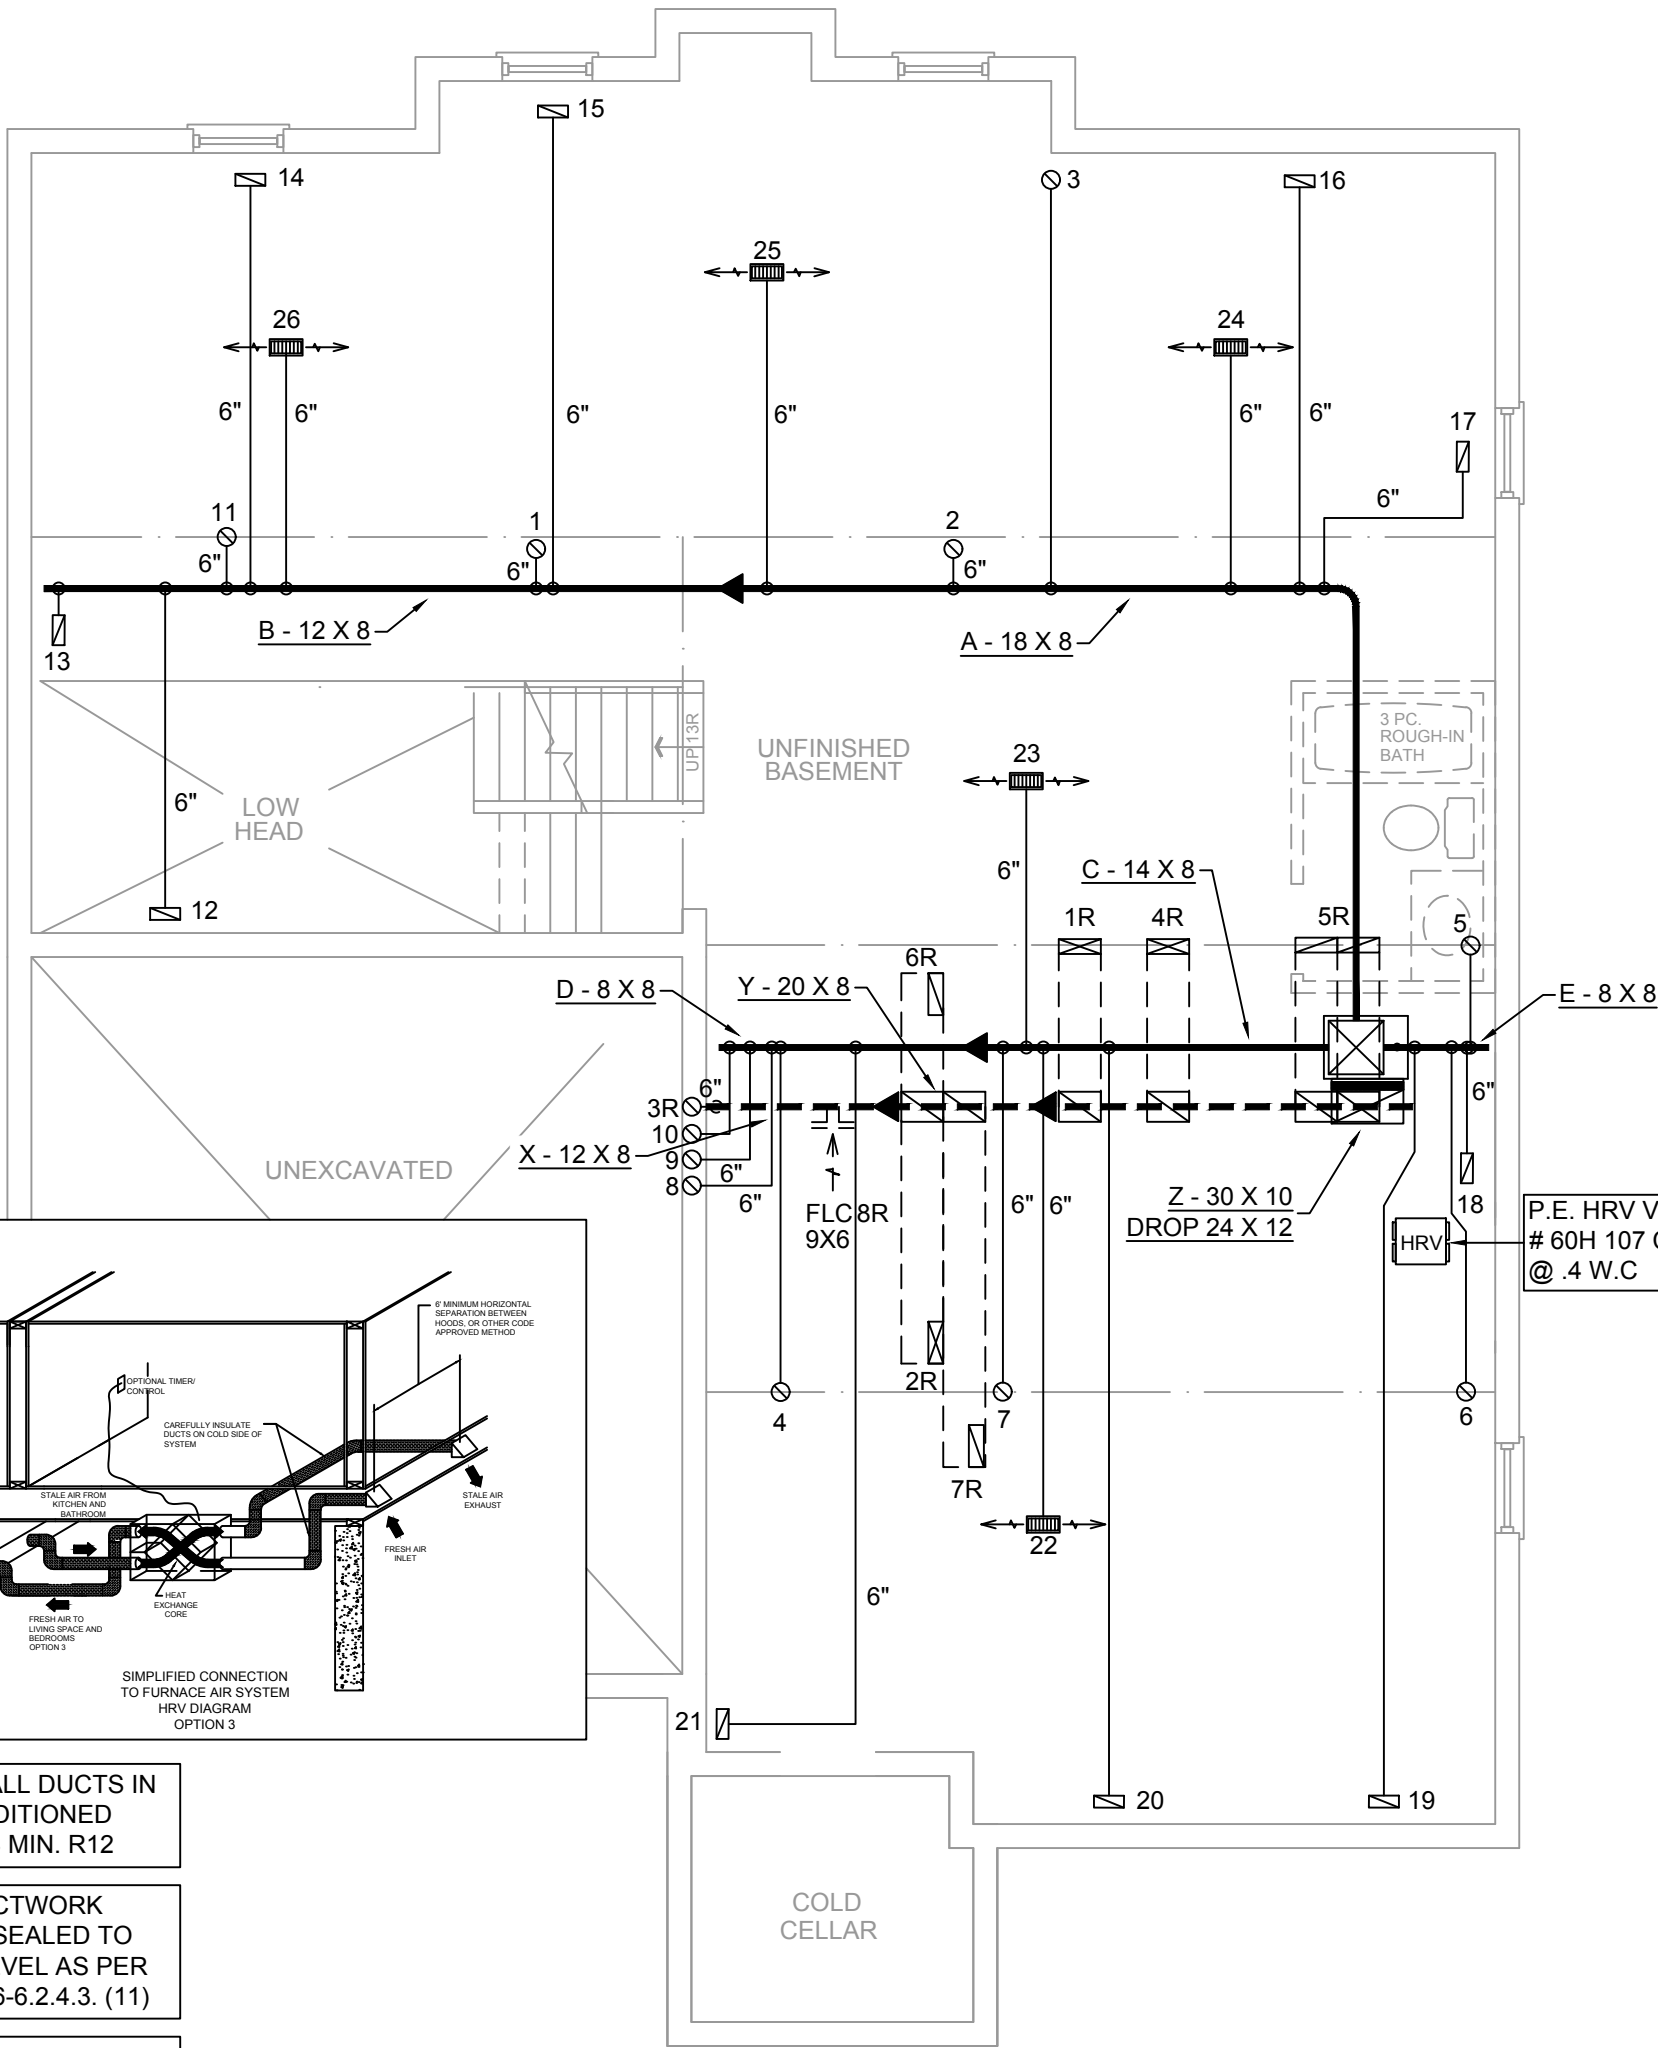 15
14
3
16
25
26
24
6"
6"
6"
6"
6"
6"
17
6"
11
1
2
6"
6"
6"
B - 12 X 8
A - 18 X 8
13
3 PC.
ROUGH-IN
BATH
UP 13R
UNFINISHED
BASEMENT
23
6"
LOW
HEAD
6"
C - 14 X 8
12
1R
4R
5R
5
6R
D - 8 X 8
Y - 20 X 8
E - 8 X 8
6"
6"
3R
10
9
8
X - 12 X 8
6"
6"
UNEXCAVATED
FLC 8R
9X6
6"
6"
Z - 30 X 10
DROP 24 X 12
18
HRV
P.E. HRV V
# 60H 107 C
@ .4 W.C
2R
4
7
6
7R
22
6"
6' MINIMUM HORIZONTAL
SEPARATION BETWEEN
HOODS, OR OTHER CODE
APPROVED METHOD
OPTIONAL TIMER/
CONTROL
CAREFULLY INSULATE
DUCTS ON COLD SIDE OF
SYSTEM
STALE AIR FROM
KITCHEN AND
BATHROOM
STALE AIR
EXHAUST
FRESH AIR
INLET
HEAT
EXCHANGE
CORE
FRESH AIR TO
LIVING SPACE AND
BEDROOMS
OPTION 3
SIMPLIFIED CONNECTION
TO FURNACE AIR SYSTEM
HRV DIAGRAM
OPTION 3
21
20
19
ALL DUCTS IN
DITIONED
MIN. R12
CTWORK
SEALED TO
VEL AS PER
6-6.2.4.3. (11)
COLD
CELLAR